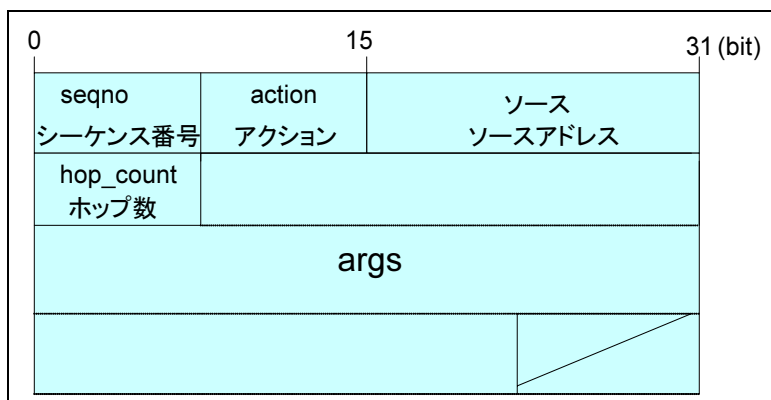 0 15 31 (bit)
seqno action ソース
シーケンス番号 アクション ソースアドレス
hop_count
ホップ数
args